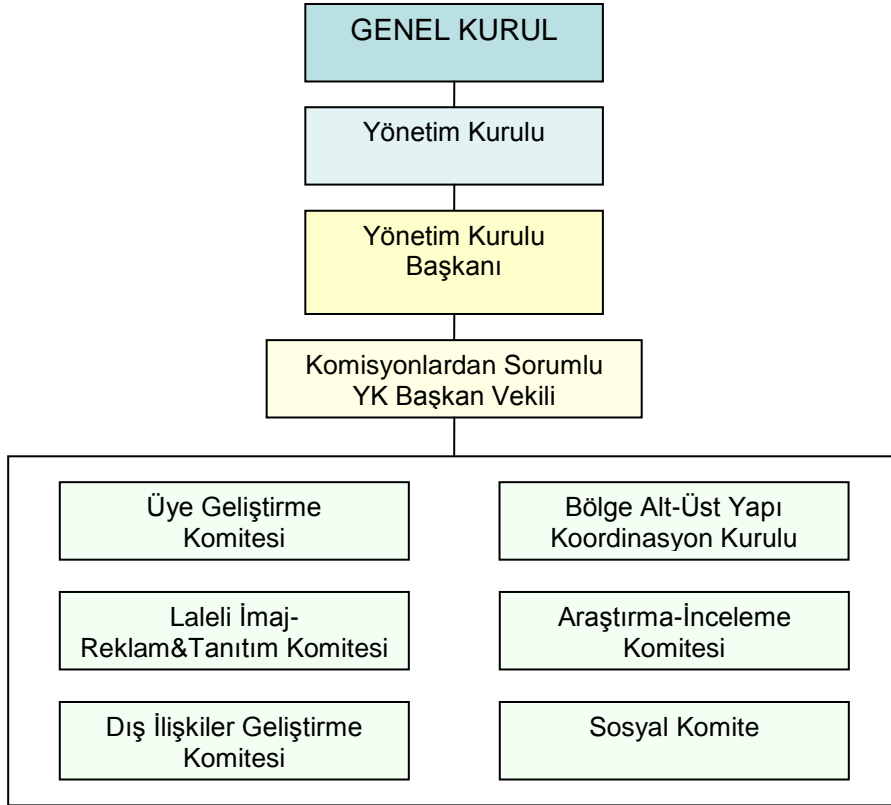 GENEL KURUL
Yönetim Kurulu
Yönetim Kurulu
Başkanı
Komisyonlardan Sorumlu
YK Başkan Vekili
Üye Geliştirme
Komitesi
Bölge Alt-Üst Yapı
Koordinasyon Kurulu
Laleli İmaj-
Reklam&Tanıtım Komitesi
Araştırma-İnceleme
Komitesi
Dış İlişkiler Geliştirme
Komitesi
Sosyal Komite